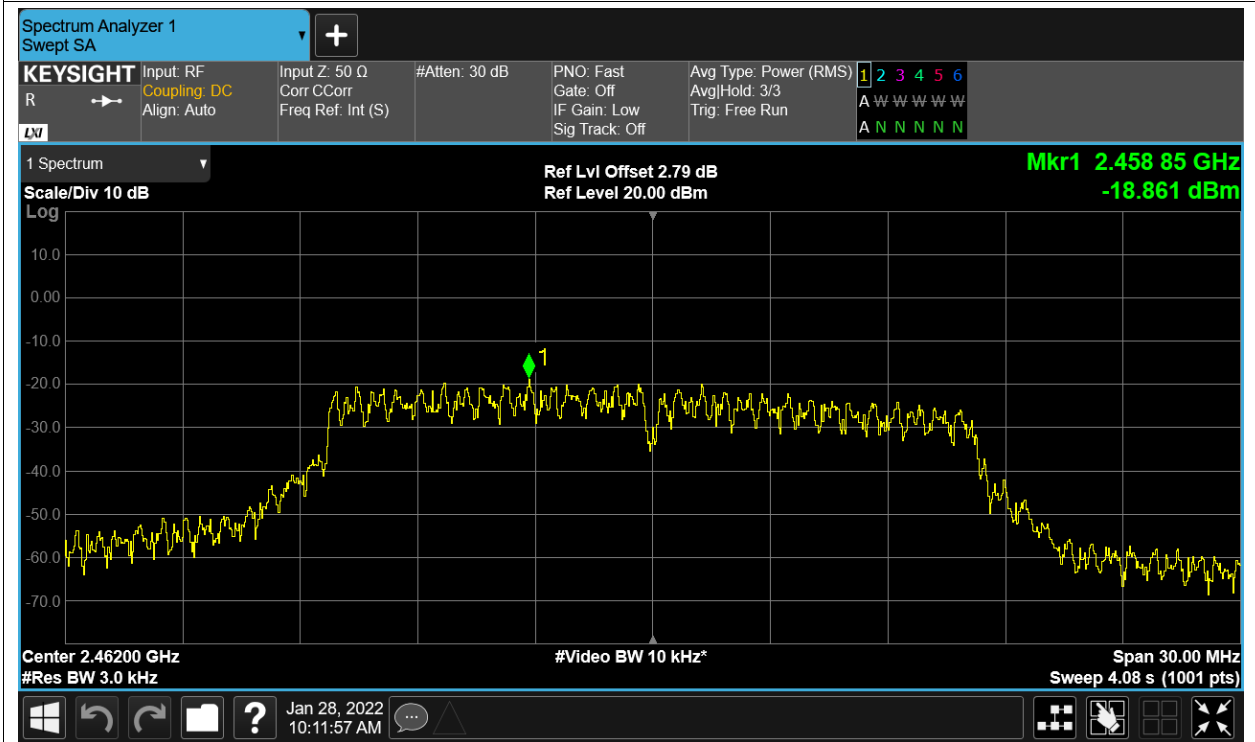 Spectrum Analyzer 1
Swept SA
+
KEYSIGHT
R
LXI
Input: RF
Coupling: DC
Align: Auto
Input Z: 50 Ω
Corr CCorr
Freq Ref: Int (S)
#Atten: 30 dB
PNO: Fast
Gate: Off
IF Gain: Low
Sig Track: Off
Avg Type: Power (RMS)
Avg|Hold: 3/3
Trig: Free Run
1 2 3 4 5 6
A W W W W W
A N N N N N
1 Spectrum
Scale/Div 10 dB
Log
Ref Lvl Offset 2.79 dB
Ref Level 20.00 dBm
Mkr1 2.458 85 GHz
-18.861 dBm
10.0
0.00
-10.0
1
-20.0
-30.0
-40.0
-50.0
-60.0
-70.0
Center 2.46200 GHz
#Res BW 3.0 kHz
#Video BW 10 kHz*
Span 30.00 MHz
Sweep 4.08 s (1001 pts)
?
Jan 28, 2022
10:11:57 AM